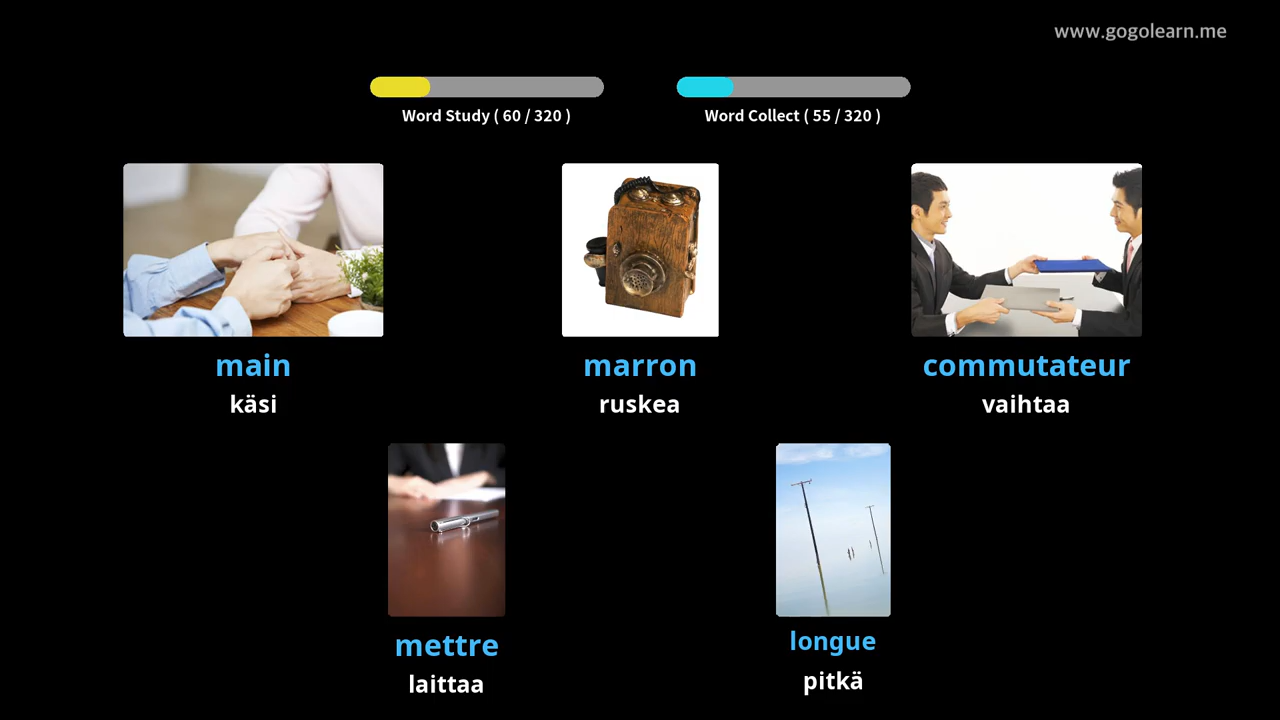 www.gogolearn.me
Word Study ( 60 / 320 )
Word Collect ( 55 / 320 )
main
käsi
marron
ruskea
commutateur
vaihtaa
mettre
laittaa
longue
pitkä